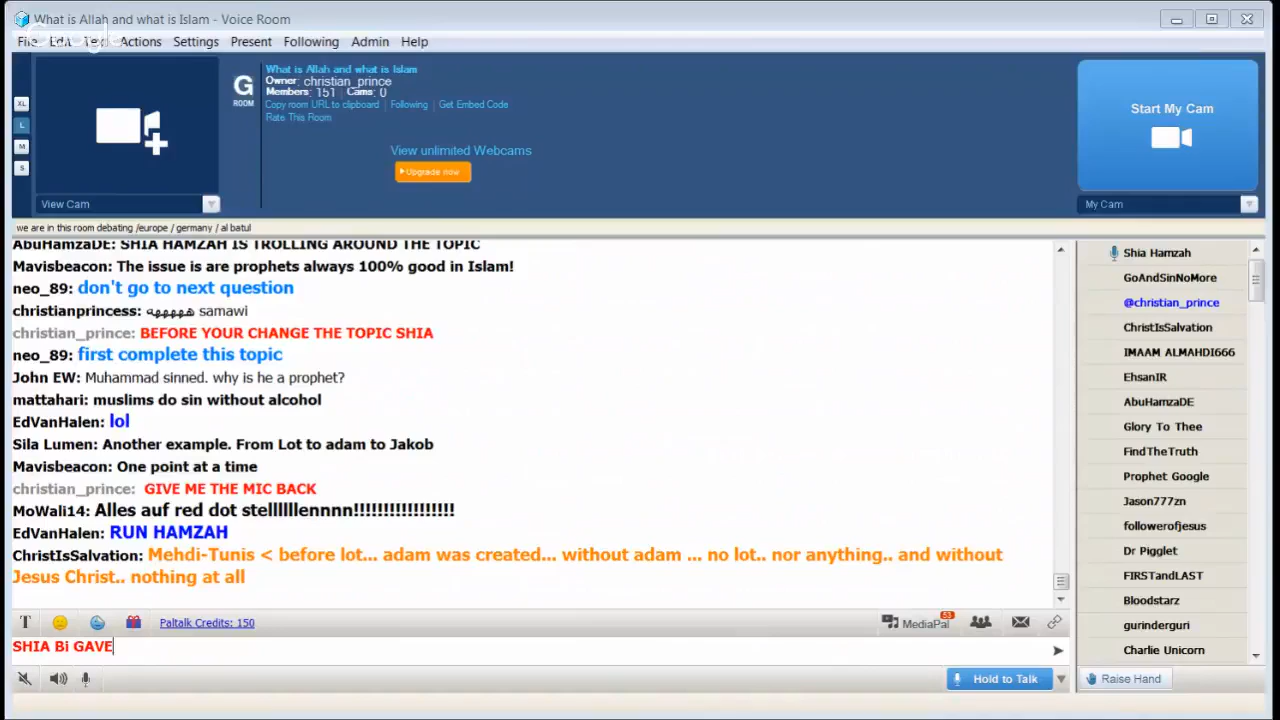 What is Allah and what is Islam - Voice Room
Google
File Edit Text Actions Settings Present Following Admin Help
What is Allah and what is Islam
Owner: christian_prince
Members: 151 Cams: 0
Copy room URL to clipboard Following Get Embed Code
Rate This Room
G
ROOM
View unlimited Webcams
Upgrade now
XL
L
M
S
View Cam
Start My Cam
My Cam
we are in this room debating /europe / germany / al batul
AbuHamzaDE: SHIA HAMZAH IS TROLLING AROUND THE TOPIC
Mavisbeacon: The issue is are prophets always 100% good in Islam!
neo_89: don't go to next question
christianprincess: ههههههه samawi
christian_prince: BEFORE YOUR CHANGE THE TOPIC SHIA
neo_89: first complete this topic
John EW: Muhammad sinned. why is he a prophet?
mattahari: muslims do sin without alcohol
EdVanHalen: lol
Sila Lumen: Another example. From Lot to adam to Jakob
Mavisbeacon: One point at a time
christian_prince: GIVE ME THE MIC BACK
MoWali14: Alles auf red dot stelllllennnn!!!!!!!!!!!!!!!!!
EdVanHalen: RUN HAMZAH
ChristIsSalvation: Mehdi-Tunis < before lot... adam was created... without adam ... no lot.. nor anything.. and without
Jesus Christ.. nothing at all
Shia Hamzah
GoAndSinNoMore
@christian_prince
ChristIsSalvation
IMAAM ALMAHDI666
EhsanIR
AbuHamzaDE
Glory To Thee
FindTheTruth
Prophet Google
Jason777zn
followerofjesus
Dr Pigglet
FIRSTandLAST
Bloodstarz
gurinderguri
Charlie Unicorn
T
Paltalk Credits: 150
MediaPal
53
SHIA Bi GAVE
Hold to Talk
Raise Hand